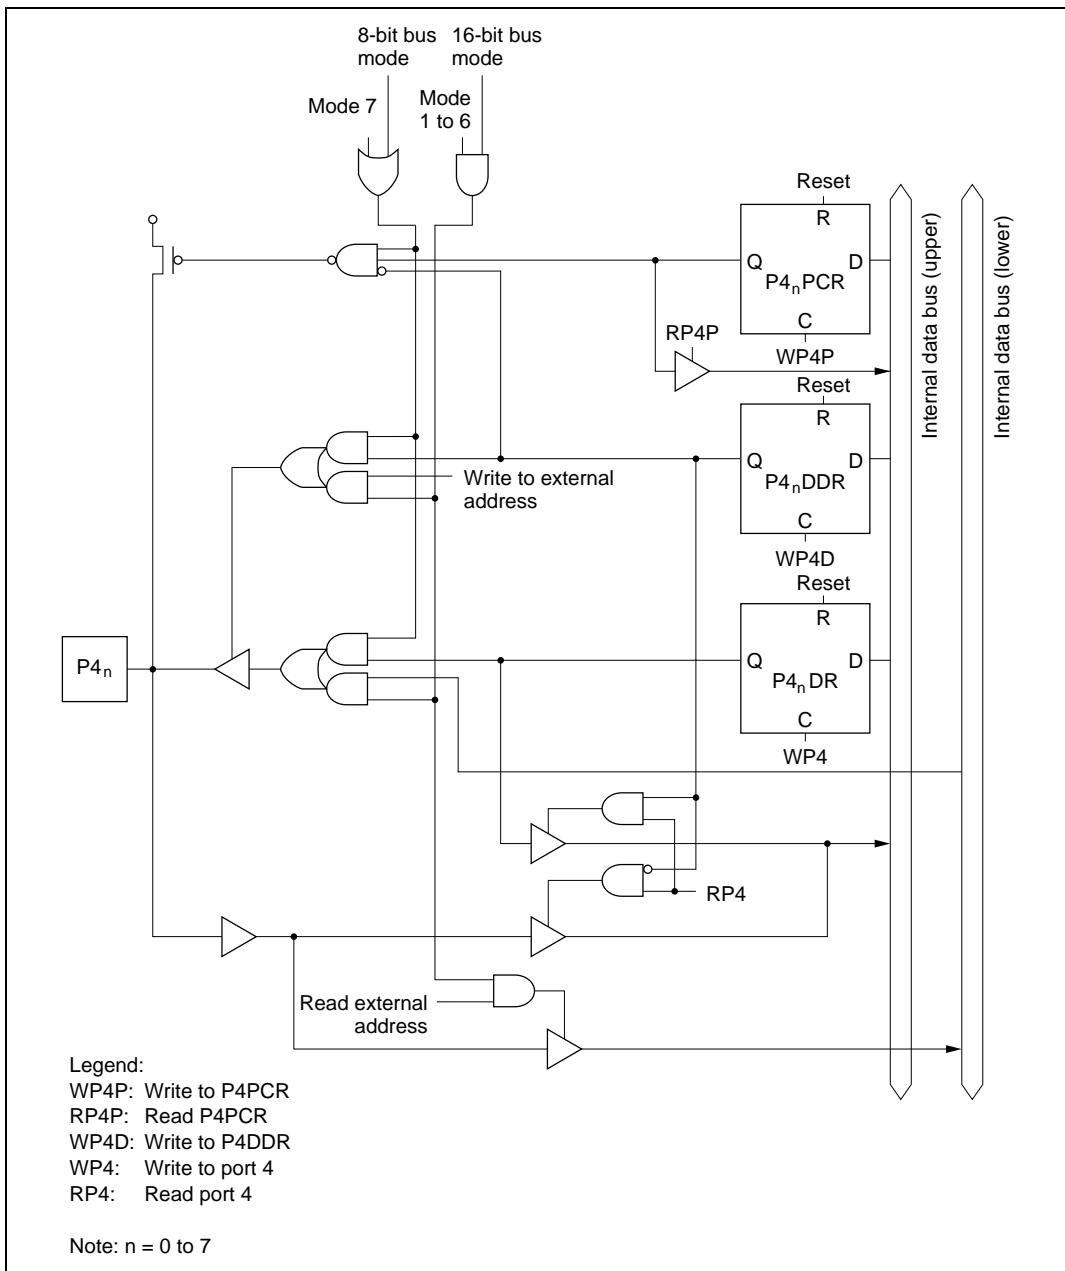 8-bit bus
mode
16-bit bus
mode
Mode 7
Mode
1 to 6
Reset
R
Q D
P4nPCR
C
WP4P
RP4P
Reset
R
Q D
P4nDDR
C
WP4D
Write to external
address
Reset
R
Q D
P4n DR
C
WP4
P4n
RP4
Read external
address
Internal data bus (upper)
Internal data bus (lower)
Legend:
WP4P: Write to P4PCR
RP4P: Read P4PCR
WP4D: Write to P4DDR
WP4: Write to port 4
RP4: Read port 4
Note: n = 0 to 7